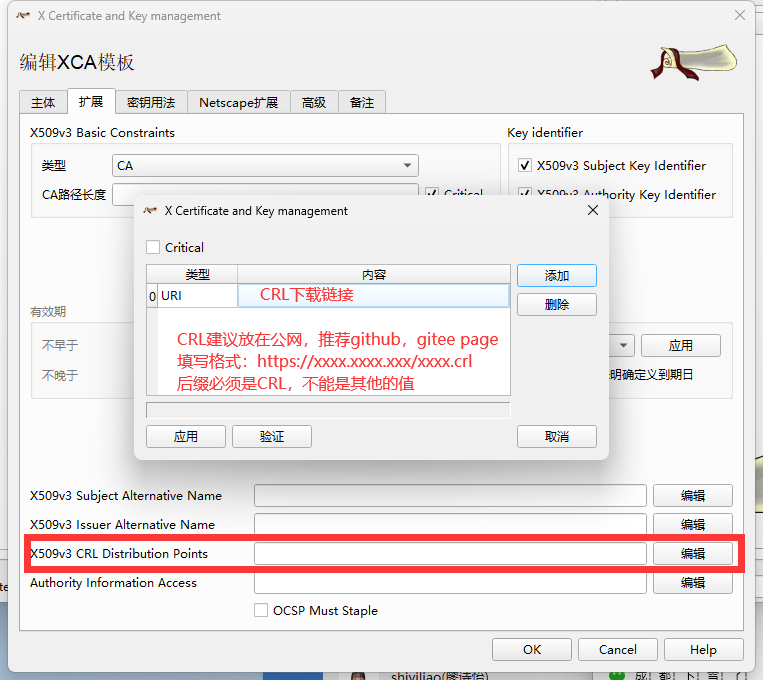 X Certificate and Key management
编辑XCA模板
主体 扩展 密钥用法 Netscape扩展 高级 备注
X509v3 Basic Constraints
类型 CA
CA路径长度 Critical
Key identifier
X509v3 Subject Key Identifier
X509v3 Authority Key Identifier
X Certificate and Key management
Critical
类型 内容
0 URI CRL下载链接
CRL建议放在公网，推荐github，gitee page
填写格式：https://xxxx.xxxx.xxx/xxxx.crl
后缀必须是CRL，不能是其他的值
添加
删除
应用 验证 取消
有效期
不早于 应用
不晚于 明确定义到期日
X509v3 Subject Alternative Name 编辑
X509v3 Issuer Alternative Name 编辑
X509v3 CRL Distribution Points 编辑
Authority Information Access 编辑
OCSP Must Staple
OK Cancel Help